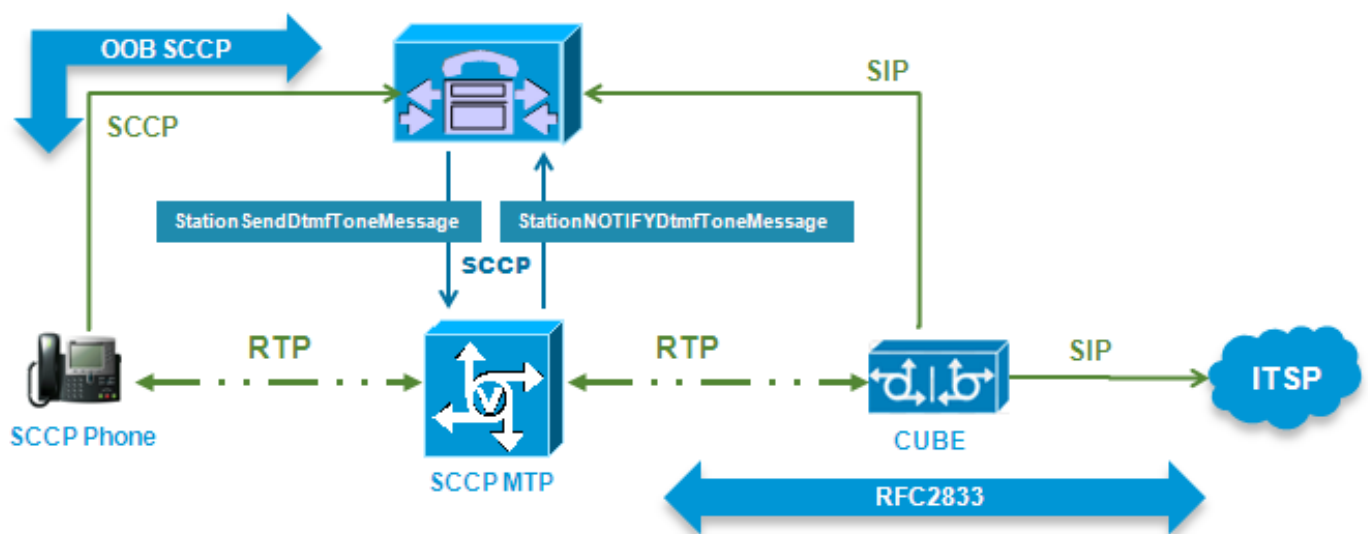 OOB SCCP
SIP
SCCP
StationSendDtmfToneMessage
StationNOTIFYDtmfToneMessage
SCCP
RTP
RTP
SIP
ITSP
V
SCCP Phone
SCCP MTP
CUBE
RFC2833